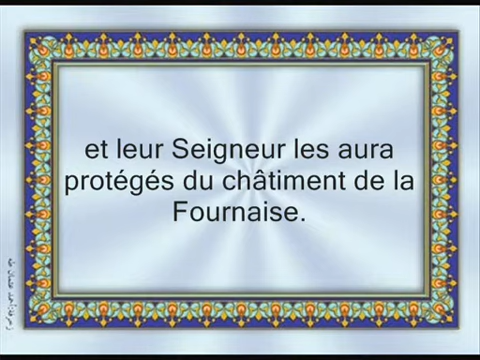 et leur Seigneur les aura
protégés du châtiment de la
Fournaise.